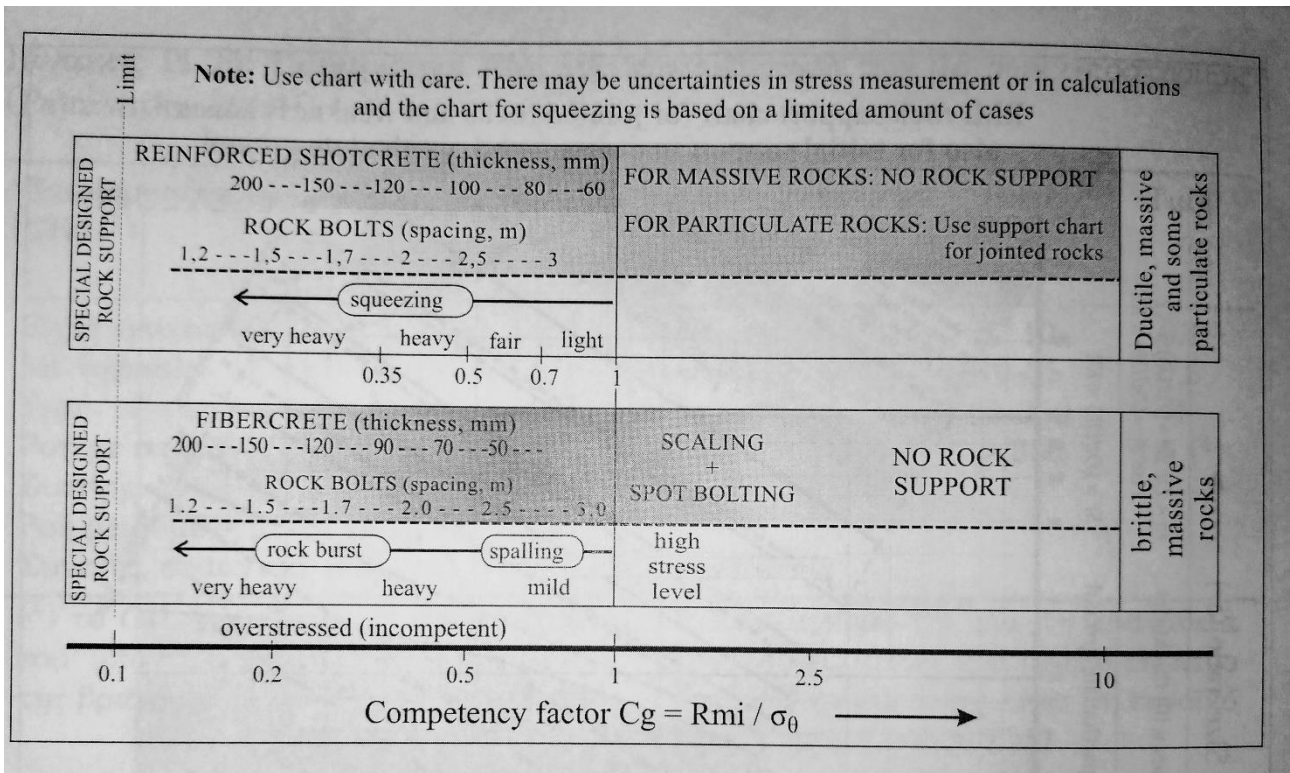 Limit
Note: Use chart with care. There may be uncertainties in stress measurement or in calculations
and the chart for squeezing is based on a limited amount of cases
SPECIAL DESIGNED
ROCK SUPPORT
REINFORCED SHOTCRETE (thickness, mm)
200 - - -150 - - -120 - - - 100 - - - 80 - - -60
ROCK BOLTS (spacing, m)
1,2 - - -1,5 - - -1,7 - - - 2 - - - 2,5 - - - - 3
squeezing
very heavy heavy fair light
0.35 0.5 0.7 1
FOR MASSIVE ROCKS: NO ROCK SUPPORT
FOR PARTICULATE ROCKS: Use support chart
for jointed rocks
Ductile, massive
and some
particulate rocks
SPECIAL DESIGNED
ROCK SUPPORT
FIBERCRETE (thickness, mm)
200 - - -150 - - -120 - - - 90 - - - 70 - - -50 - - -
ROCK BOLTS (spacing, m)
1.2 - - - -1.5 - - -1.7 - - - -2.0 - - - -2.5 - - - - -3.0
rock burst spalling
very heavy heavy mild
SCALING
+
SPOT BOLTING
high
stress
level
NO ROCK
SUPPORT
brittle,
massive
rocks
overstressed (incompetent)
0.1 0.2 0.5 1 2.5 10
Competency factor Cg = Rmi / σθ